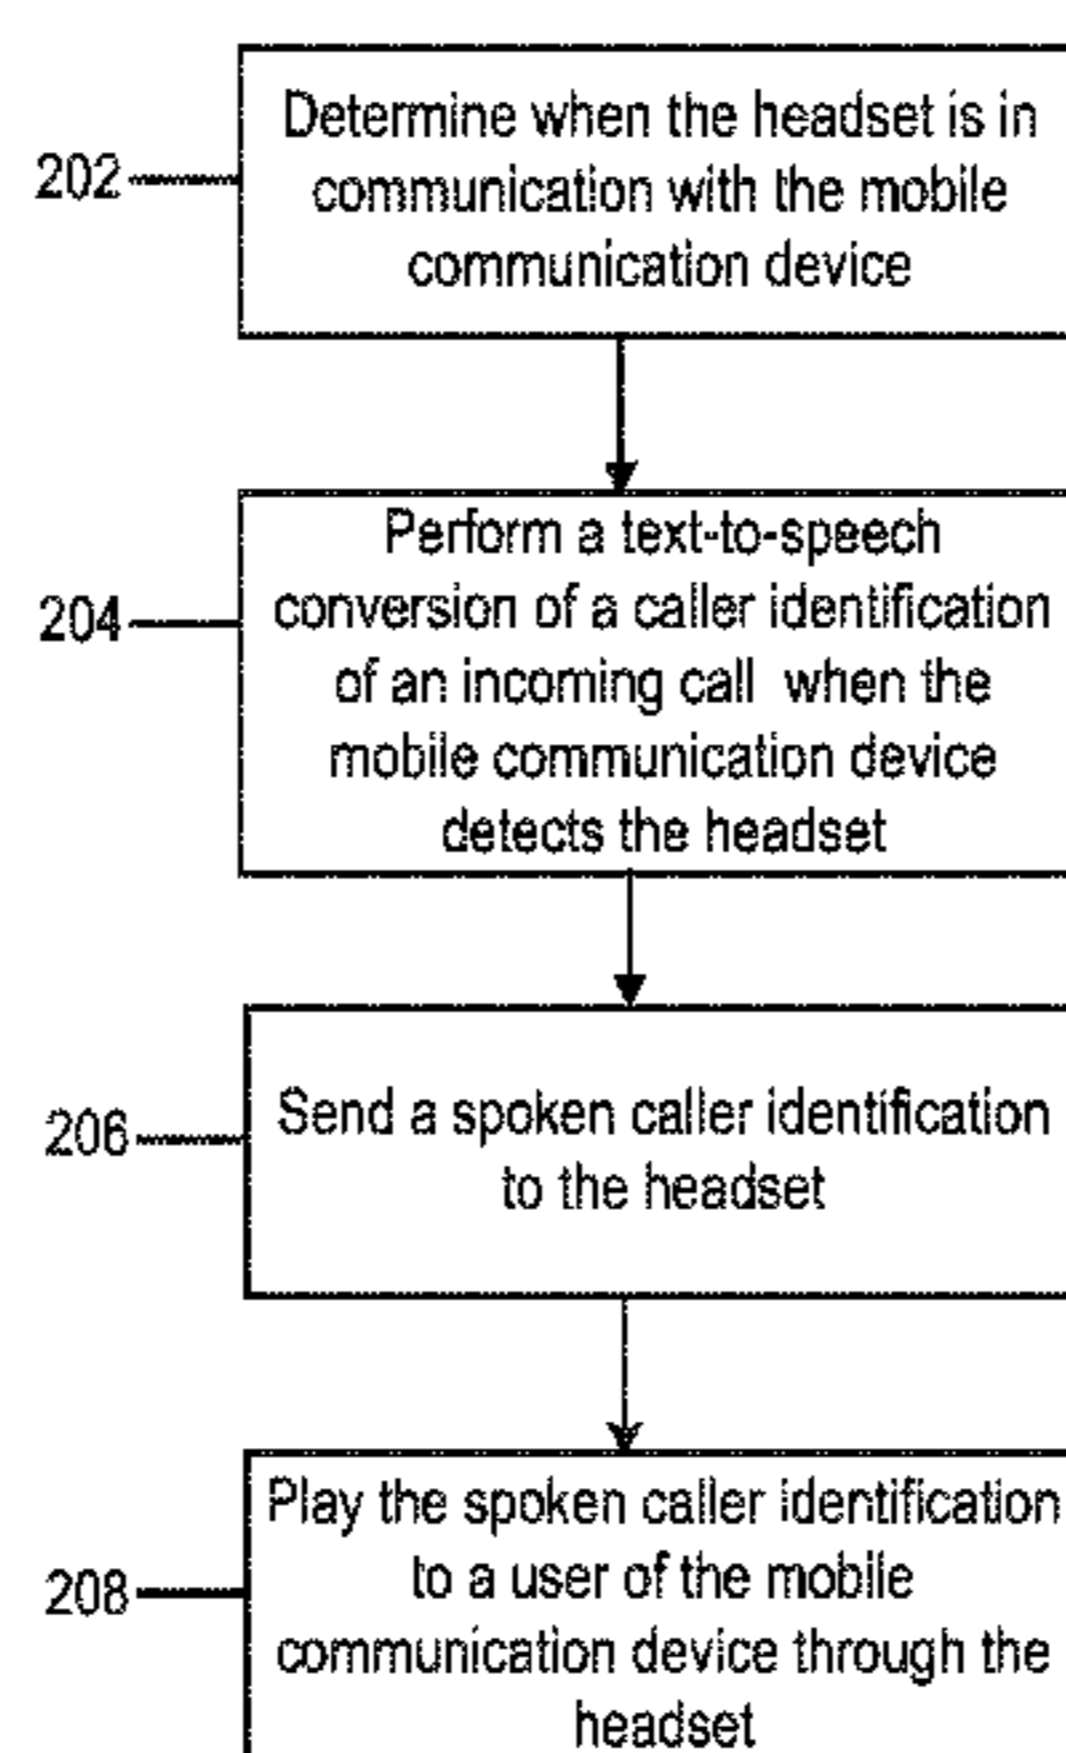 Determine when the headset is in
202
communication with the mobile
communication device
Perform a text-to-speech
204
conversion of a caller identification
of an incoming call when the
mobile communication device
detects the headset
206
Send a spoken caller identification
to the headset
Play the spoken caller identification
208
to a user of the mobile
communication device through the
headset